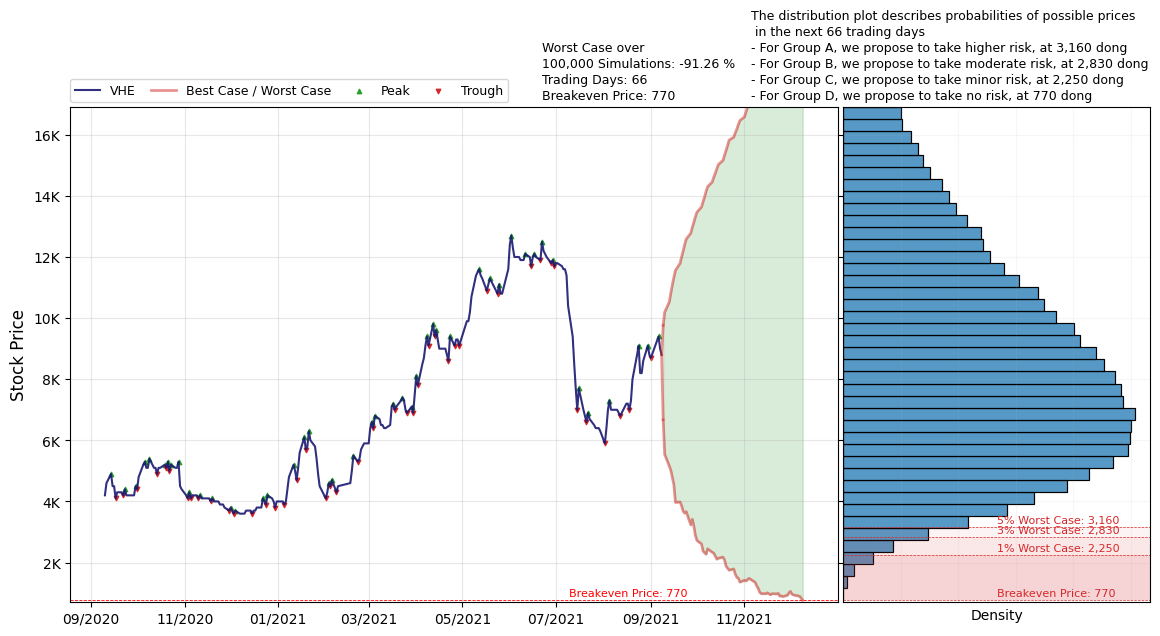 The distribution plot describes probabilities of possible prices
in the next 66 trading days
- For Group A, we propose to take higher risk, at 3,160 dong
- For Group B, we propose to take moderate risk, at 2,830 dong
- For Group C, we propose to take minor risk, at 2,250 dong
- For Group D, we propose to take no risk, at 770 dong
Worst Case over
100,000 Simulations: -91.26 %
Trading Days: 66
Breakeven Price: 770
VHE
Best Case / Worst Case
Peak
Trough
Stock Price
16K
14K
12K
10K
8K
6K
4K
2K
Breakeven Price: 770
09/2020
11/2020
01/2021
03/2021
05/2021
07/2021
09/2021
11/2021
5% Worst Case: 3,160
3% Worst Case: 2,830
1% Worst Case: 2,250
Breakeven Price: 770
Density